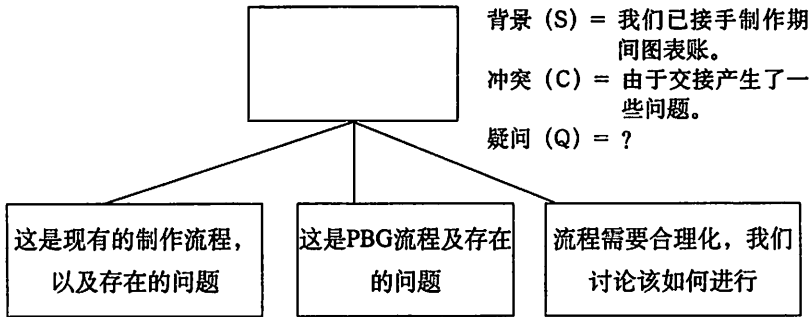 背景（S）= 我们已接手制作期
间图表账。
冲突（C）= 由于交接产生了一
些问题。
疑问（Q）= ？
这是现有的制作流程，
以及存在的问题
这是PBG流程及存在
的问题
流程需要合理化，我们
讨论该如何进行